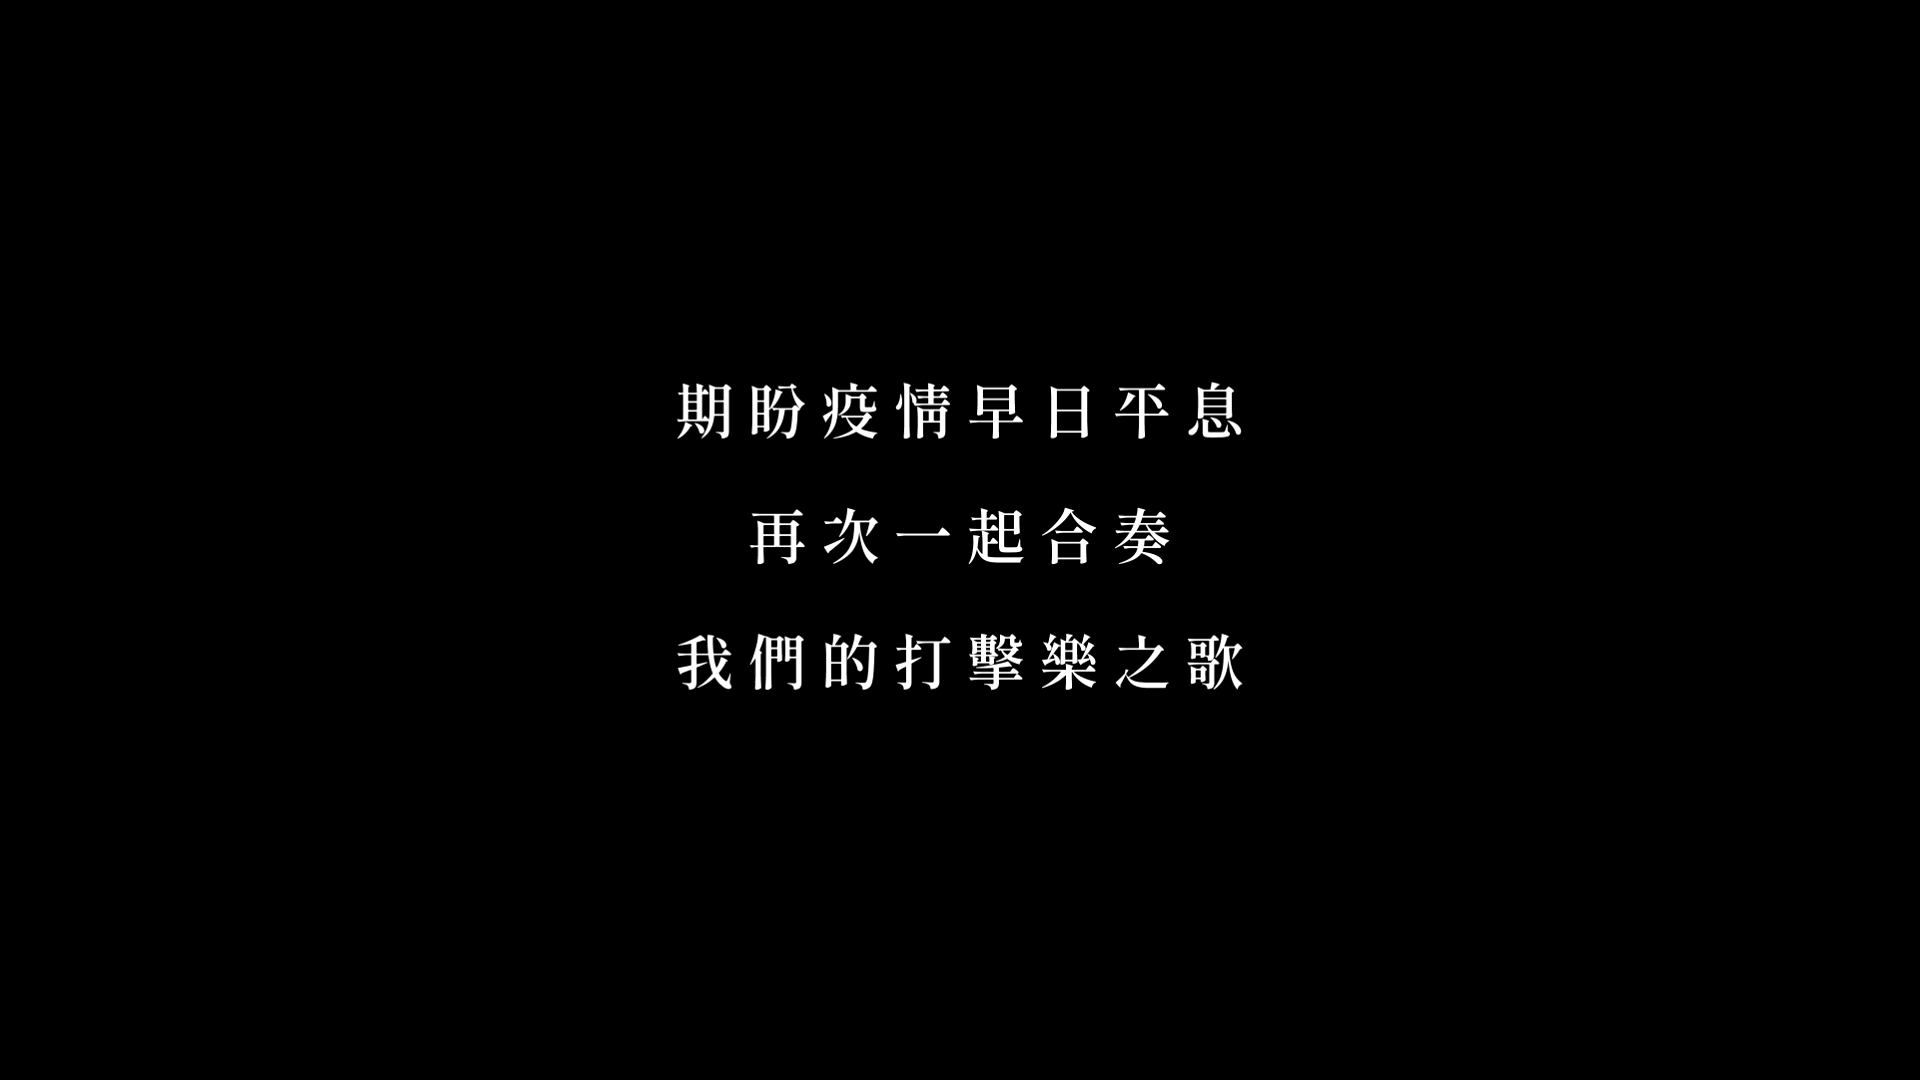 期盼疫情早日平息
再次一起合奏
我們的打擊樂之歌